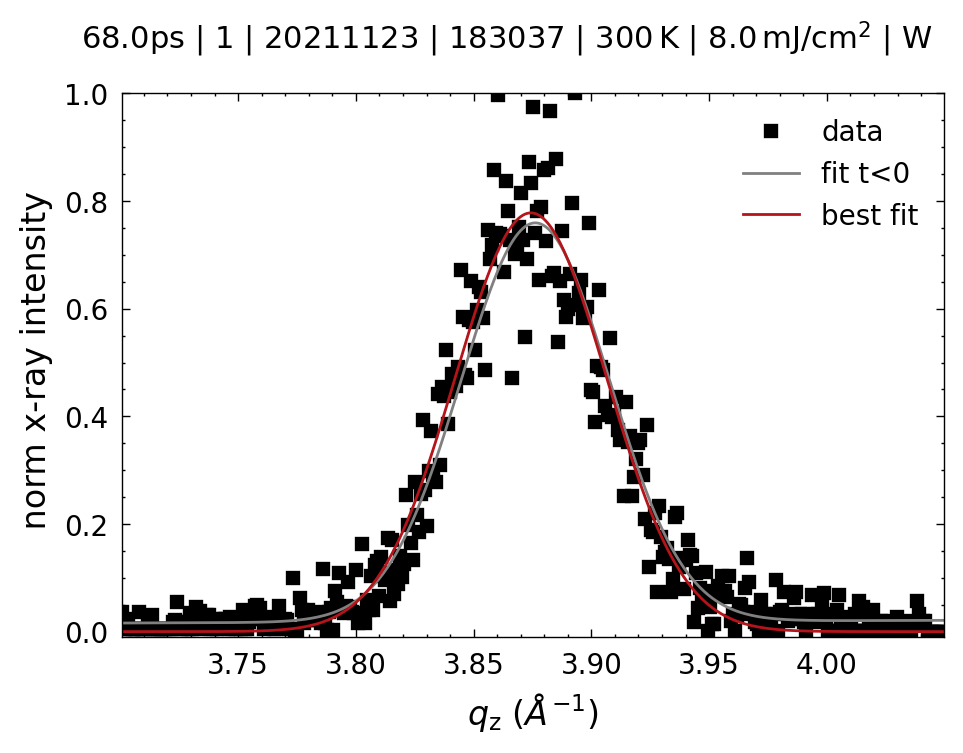 68.0ps | 1 | 20211123 | 183037 | 300 K | 8.0 mJ/cm² | W
1.0
0.8
0.6
0.4
0.2
0.0
norm x-ray intensity
data
fit t<0
best fit
3.75 3.80 3.85 3.90 3.95 4.00
q_z (Å⁻¹)